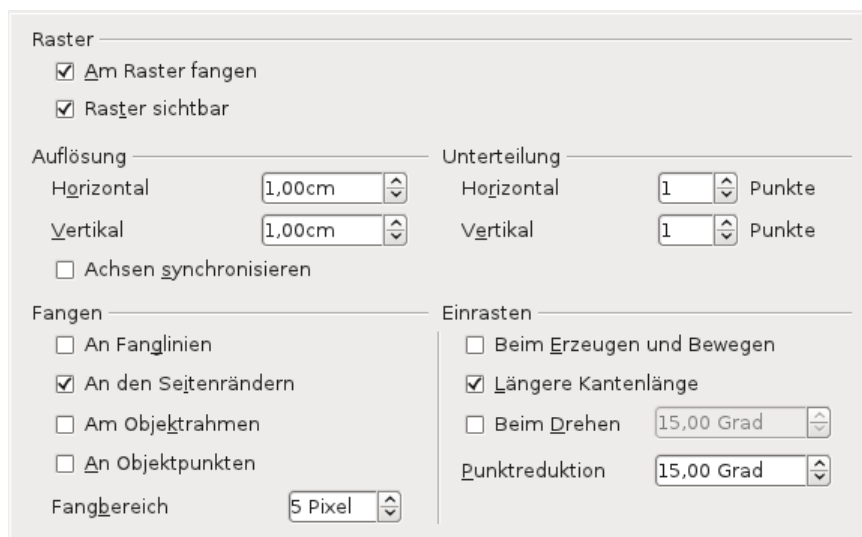 Raster
Am Raster fangen
Raster sichtbar
Auflösung
Horizontal 1,00cm
Vertikal 1,00cm
Achsen synchronisieren
Unterteilung
Horizontal 1 Punkte
Vertikal 1 Punkte
Fangen
An Fanglinien
An den Seitenrändern
Am Objektrahmen
An Objektpunkten
Fangbereich 5 Pixel
Einrasten
Beim Erzeugen und Bewegen
Längere Kantenlänge
Beim Drehen 15,00 Grad
Punktreduktion 15,00 Grad